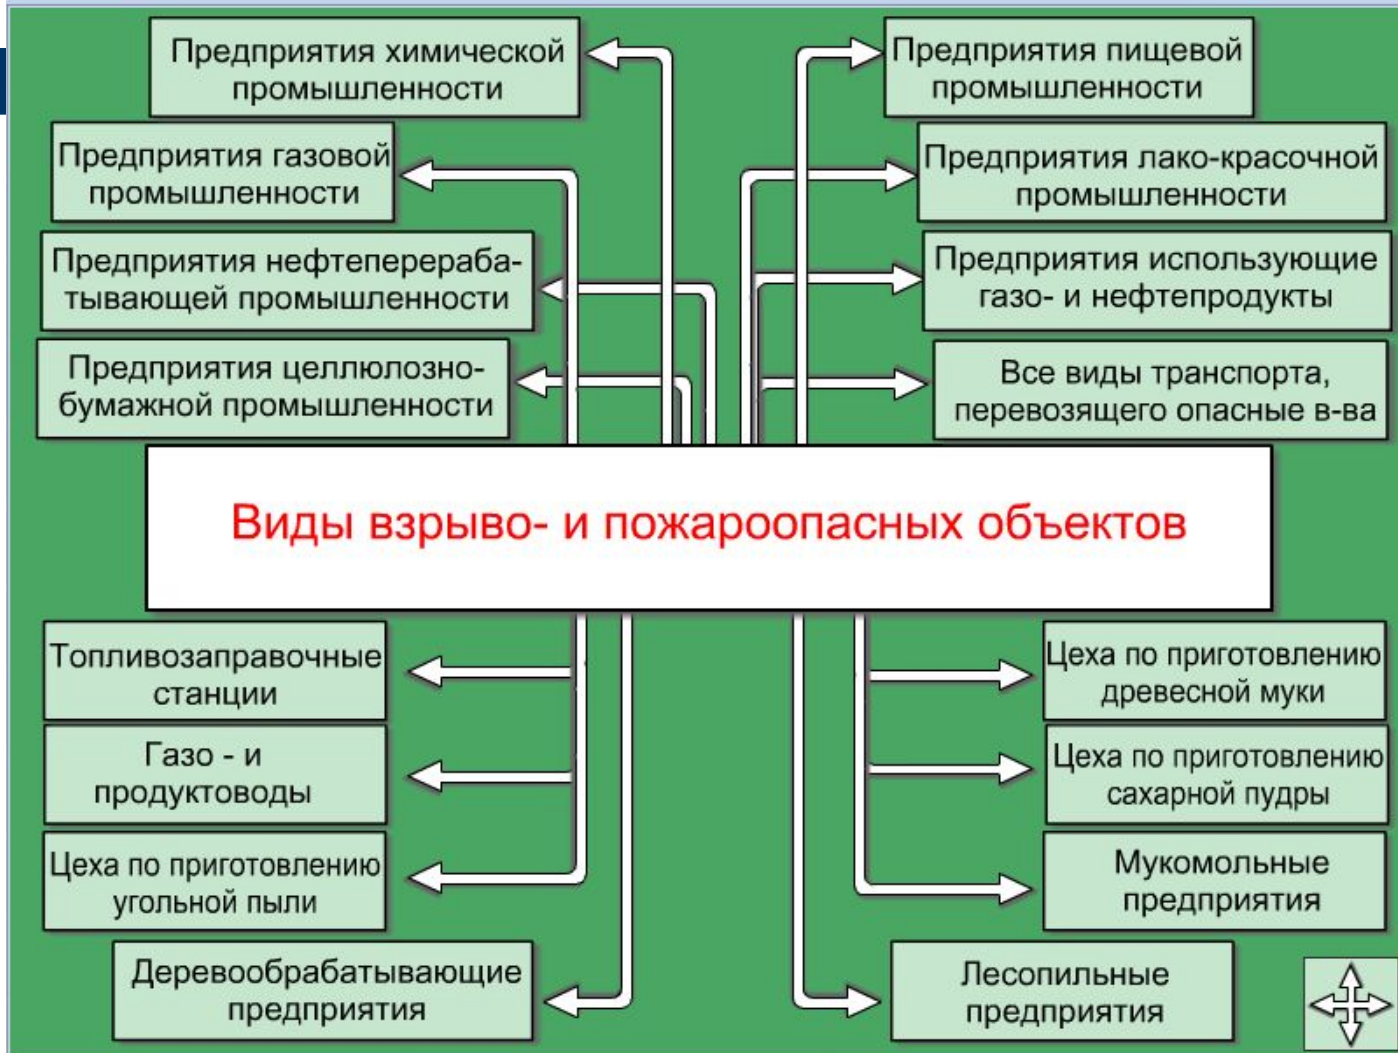 Предприятия химической
промышленности
Предприятия пищевой
промышленности
Предприятия газовой
промышленности
Предприятия лако-красочной
промышленности
Предприятия нефтеперераба-
тывающей промышленности
Предприятия использующие
газо- и нефтепродукты
Предприятия целлюлозно-
бумажной промышленности
Все виды транспорта,
перевозящего опасные в-ва
Виды взрыво- и пожароопасных объектов
Топливозаправочные
станции
Цеха по приготовлению
древесной муки
Газо - и
продуктоводы
Цеха по приготовлению
сахарной пудры
Цеха по приготовлению
угольной пыли
Мукомольные
предприятия
Деревообрабатывающие
предприятия
Лесопильные
предприятия